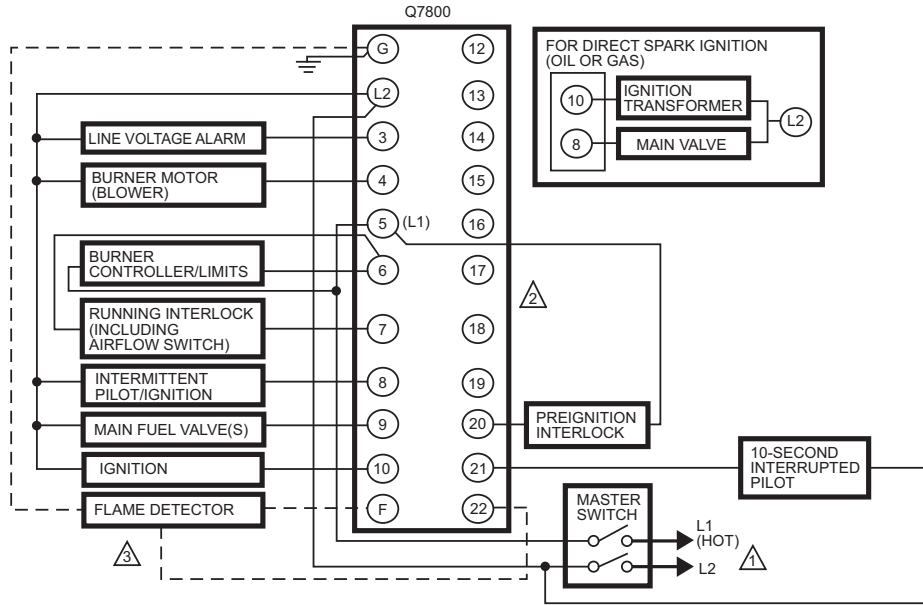 Q7800
G
12
L2
13
LINE VOLTAGE ALARM
3
14
BURNER MOTOR
(BLOWER)
4
15
5
(L1)
16
BURNER
CONTROLLER/LIMITS
6
17
2
RUNNING INTERLOCK
(INCLUDING
AIRFLOW SWITCH)
7
18
INTERMITTENT
PILOT/IGNITION
8
19
MAIN FUEL VALVE(S)
9
20
PREIGNITION
INTERLOCK
IGNITION
10
21
10-SECOND
INTERRUPTED
PILOT
FLAME DETECTOR
F
22
3
MASTER
SWITCH
L1
(HOT)
L2
1
FOR DIRECT SPARK IGNITION
(OIL OR GAS)
10
IGNITION
TRANSFORMER
8
MAIN VALVE
L2